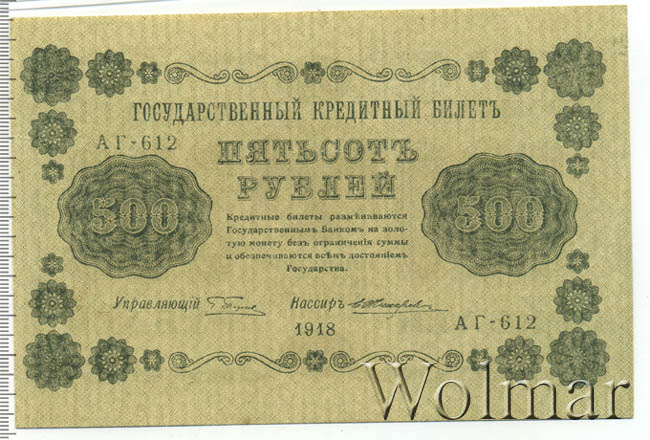 ГОСУДАРСТВЕННЫЙ КРЕДИТНЫЙ БИЛЕТЪ
АГ-612
ПЯТЬСОТЪ
РУБЛЕЙ
500
500
Кредитные билеты размѣниваются
Государственнымъ Банкомъ на золо-
тую монету безъ ограниченія суммы
и обезпечиваются всѣмъ достояніемъ
Государства.
Управляющій
Кассиръ
1918
АГ-612
Wolmar